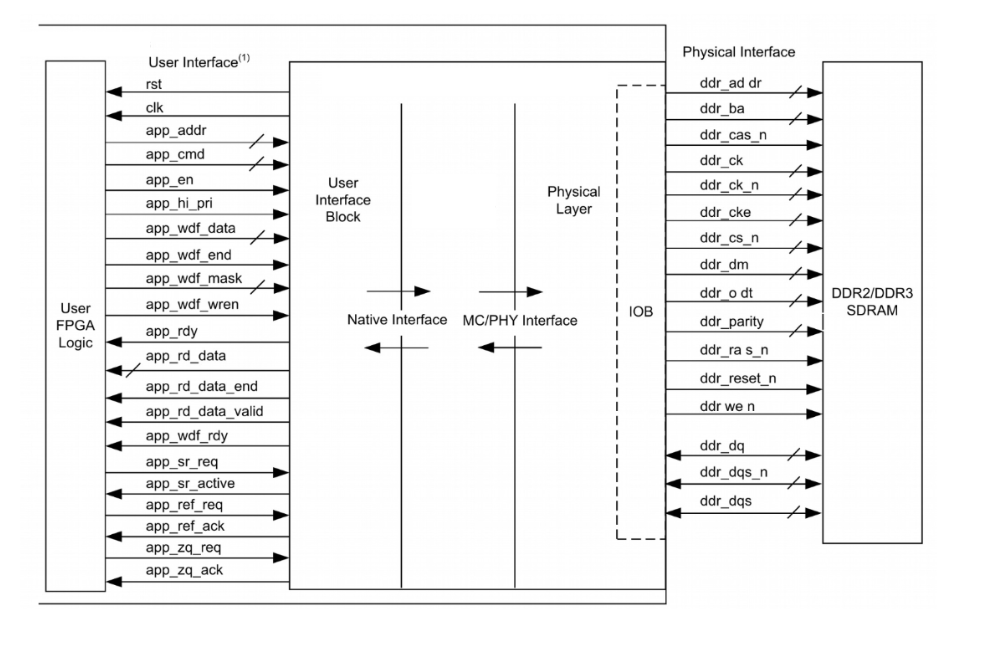 User Interface(1)
Physical Interface
rst
clk
app_addr
app_cmd
app_en
app_hi_pri
app_wdf_data
app_wdf_end
app_wdf_mask
app_wdf_wren
app_rdy
app_rd_data
app_rd_data_end
app_rd_data_valid
app_wdf_rdy
app_sr_req
app_sr_active
app_ref_req
app_ref_ack
app_zq_req
app_zq_ack
User
FPGA
Logic
User
Interface
Block
Native Interface
MC/PHY Interface
Physical
Layer
IOB
ddr_ad dr
ddr_ba
ddr_cas_n
ddr_ck
ddr_ck_n
ddr_cke
ddr_cs_n
ddr_dm
ddr_o dt
ddr_parity
ddr_ra s_n
ddr_reset_n
ddr we n
ddr_dq
ddr_dqs_n
ddr_dqs
DDR2/DDR3
SDRAM